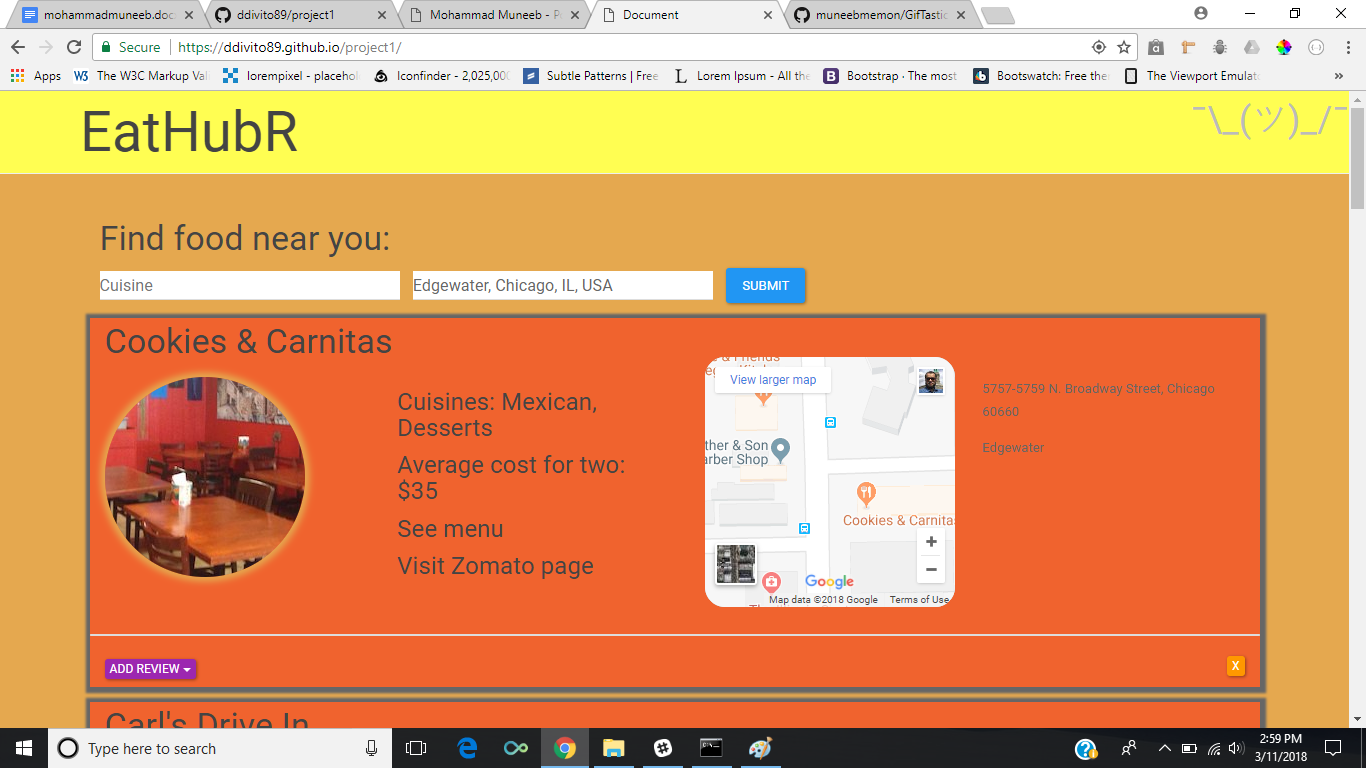 mohammadmuneeb.doc
ddivito89/project1
Mohammad Muneeb - P
Document
muneebmemon/GifTastic
Secure
https://ddivito89.github.io/project1/
Apps
The W3C Markup Val
lorempixel - placehol
Iconfinder - 2,025,000
Subtle Patterns | Free
Lorem Ipsum - All the
Bootstrap · The most
Bootswatch: Free the
The Viewport Emulat
EatHubR
¯\_(ツ)_/¯
Find food near you:
Cuisine
Edgewater, Chicago, IL, USA
SUBMIT
Cookies & Carnitas
Cuisines: Mexican,
Desserts
Average cost for two:
$35
See menu
Visit Zomato page
View larger map
ther & Son
arber Shop
Cookies & Carnitas
Google
Map data ©2018 Google
Terms of Use
5757-5759 N. Broadway Street, Chicago
60660
Edgewater
ADD REVIEW
X
Carl's Drive In
Type here to search
2:59 PM
3/11/2018